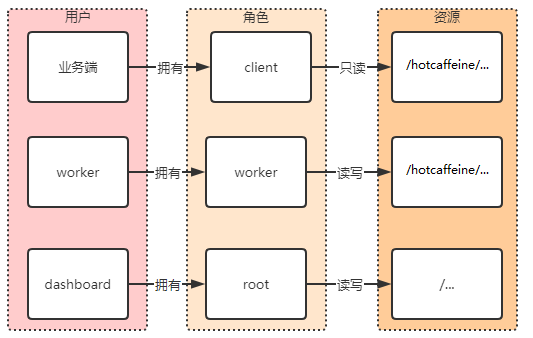 用户 角色 资源
业务端 拥有 client 只读 /hotcaffeine/...
worker 拥有 worker 读写 /hotcaffeine/...
dashboard 拥有 root 读写 /...